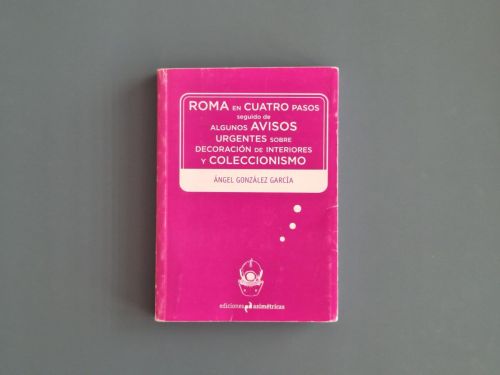 ROMA EN CUATRO PASOS
seguido de
ALGUNOS AVISOS
URGENTES SOBRE
DECORACIÓN DE INTERIORES
Y COLECCIONISMO
ÁNGEL GONZÁLEZ GARCÍA
ediciones asimétricas